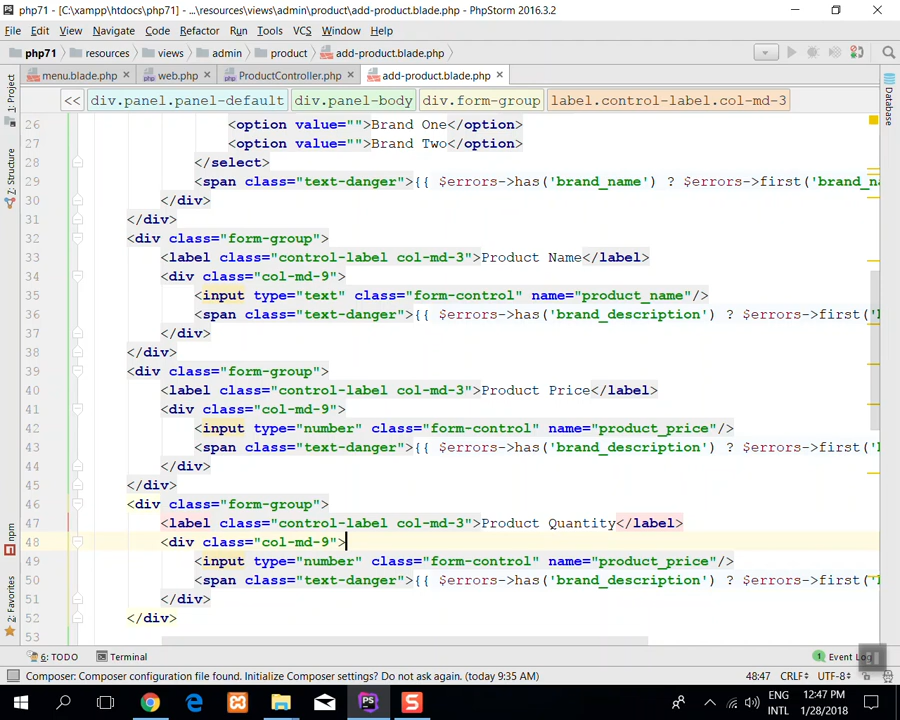 php71 - [C:\xampp\htdocs\php71] - ...\resources\views\admin\product\add-product.blade.php - PhpStorm 2016.3.2
File Edit View Navigate Code Refactor Run Tools VCS Window Help
php71 resources views admin product add-product.blade.php
menu.blade.php web.php ProductController.php add-product.blade.php
<< div.panel.panel-default div.panel-body div.form-group label.control-label.col-md-3
1: Project
7: Structure
npm
2: Favorites
Database
26 <option value="">Brand One</option>
27 <option value="">Brand Two</option>
28 </select>
29 <span class="text-danger">{{ $errors->has('brand_name') ? $errors->first('brand_na
30 </div>
31 </div>
32 <div class="form-group">
33 <label class="control-label col-md-3">Product Name</label>
34 <div class="col-md-9">
35 <input type="text" class="form-control" name="product_name"/>
36 <span class="text-danger">{{ $errors->has('brand_description') ? $errors->first('
37 </div>
38 </div>
39 <div class="form-group">
40 <label class="control-label col-md-3">Product Price</label>
41 <div class="col-md-9">
42 <input type="number" class="form-control" name="product_price"/>
43 <span class="text-danger">{{ $errors->has('brand_description') ? $errors->first('
44 </div>
45 </div>
46 <div class="form-group">
47 <label class="control-label col-md-3">Product Quantity</label>
48 <div class="col-md-9">
49 <input type="number" class="form-control" name="product_price"/>
50 <span class="text-danger">{{ $errors->has('brand_description') ? $errors->first('
51 </div>
52 </div>
53
6: TODO Terminal 1 Event Log
Composer: Composer configuration file found. Initialize Composer settings? Do not ask again. (today 9:35 AM) 48:47 CRLF UTF-8
ENG 12:47 PM
INTL 1/28/2018